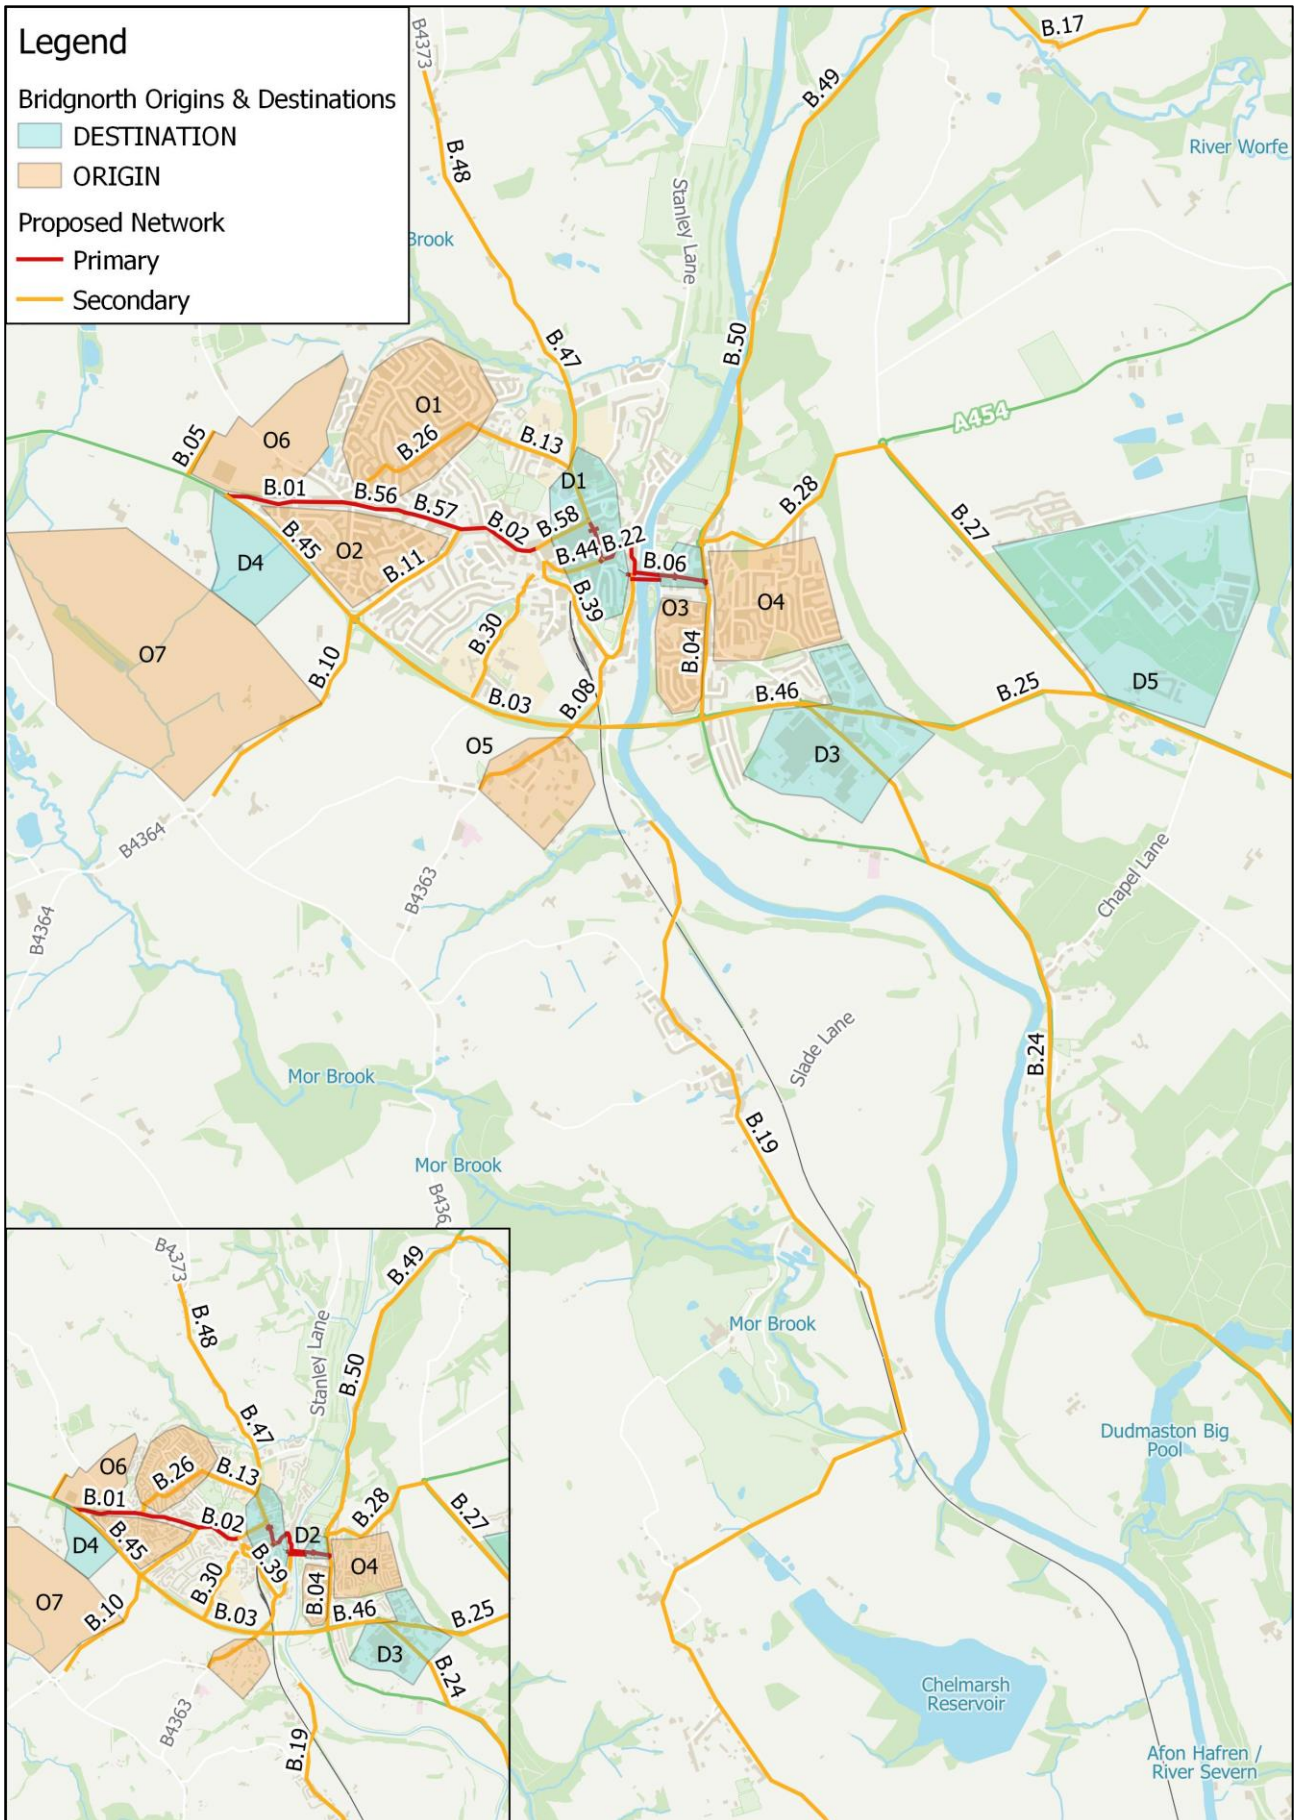 Legend
Bridgnorth Origins & Destinations
DESTINATION
ORIGIN
Proposed Network
Primary
Secondary
B4373
B.17
B.49
River Worfe
B.48
Stanley Lane
Brook
B.47
B.50
A454
O1
B.05
O6
B.26
B.13
D1
B.01
B.56
B.57
B.02
B.58
B.28
B.27
B.45
O2
B.44
B.22
B.06
D4
B.11
B.39
O3
O4
B.30
O7
B.10
B.04
B.03
B.08
B.46
B.25
D5
O5
D3
B4364
B4363
Chapel Lane
B4364
Slade Lane
B.24
Mor Brook
B.19
Mor Brook
B436
Mor Brook
Dudmaston Big
Pool
Chelmarsh
Reservoir
Afon Hafren /
River Severn
B4373
B.49
B.48
Stanley Lane
B.50
B.47
O6
B.26
B.13
B.01
B.02
B.28
B.27
D4
B.45
D2
B.39
O4
B.30
O7
B.10
B.04
B.03
B.46
B.25
D3
B.24
B4363
B.19